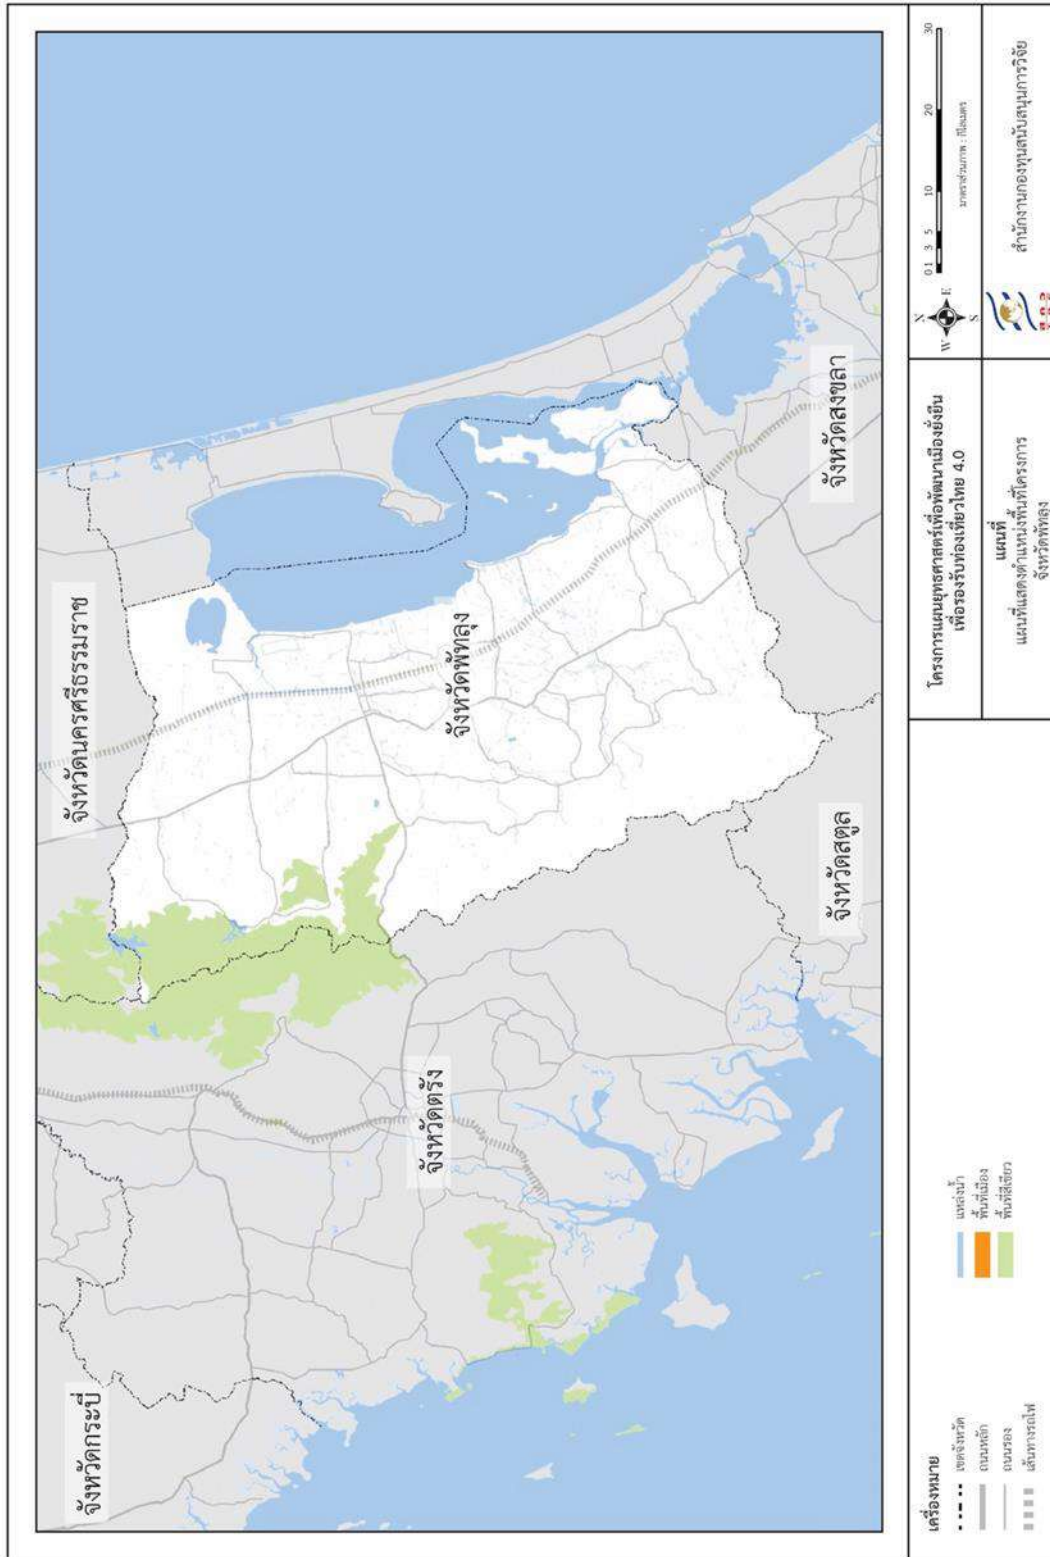 จังหวัดกระบี่
จังหวัดนครศรีธรรมราช
จังหวัดตรัง
จังหวัดพัทลุง
จังหวัดสตูล
จังหวัดสงขลา
เครื่องหมาย
เขตจังหวัด
ถนนหลัก
ถนนรอง
เส้นทางรถไฟ
แหล่งน้ำ
พื้นที่เมือง
พื้นที่สีเขียว
โครงการแผนยุทธศาสตร์เพื่อพัฒนาเมืองยั่งยืน
เพื่อรองรับท่องเที่ยวไทย 4.0
แผนที่
แผนที่แสดงตำแหน่งพื้นที่โครงการ
จังหวัดพัทลุง
N
W E
S
0 1 3 5 10 20 30
มาตราส่วนภาพ : กิโลเมตร
สกว
สำนักงานกองทุนสนับสนุนการวิจัย